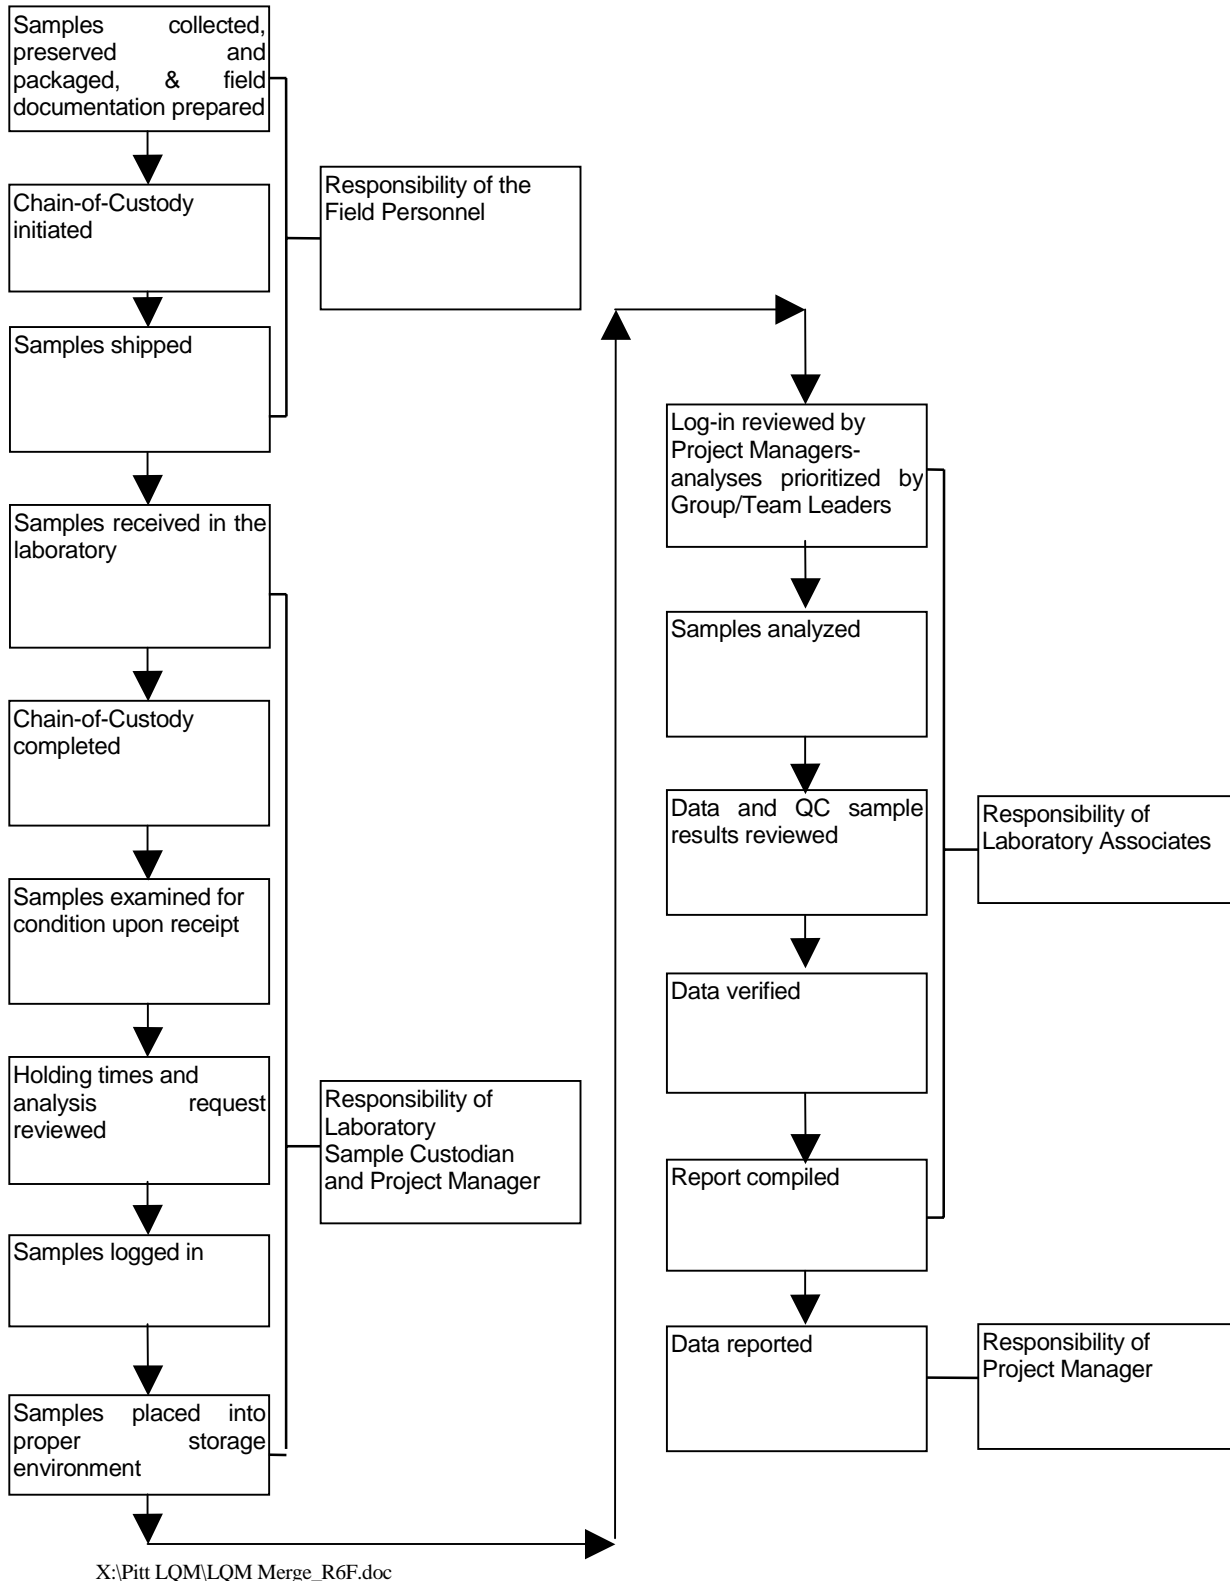 Samples collected,
preserved and
packaged, & field
documentation prepared
Chain-of-Custody
initiated
Samples shipped
Responsibility of the
Field Personnel
Samples received in the
laboratory
Chain-of-Custody
completed
Samples examined for
condition upon receipt
Holding times and
analysis request
reviewed
Samples logged in
Samples placed into
proper storage
environment
Responsibility of
Laboratory
Sample Custodian
and Project Manager
Log-in reviewed by
Project Managers-
analyses prioritized by
Group/Team Leaders
Samples analyzed
Data and QC sample
results reviewed
Data verified
Report compiled
Responsibility of
Laboratory Associates
Data reported
Responsibility of
Project Manager
X:\Pitt LQM\LQM Merge_R6F.doc